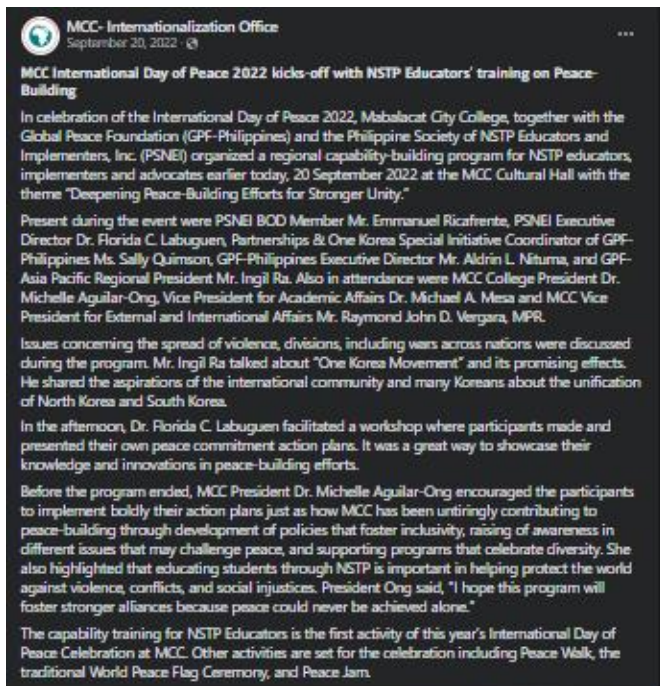 MCC- Internationalization Office
September 20, 2022 ·
MCC International Day of Peace 2022 kicks-off with NSTP Educators' training on Peace-
Building
In celebration of the International Day of Peace 2022, Mabalacat City College, together with the
Global Peace Foundation (GPF-Philippines) and the Philippine Society of NSTP Educators and
Implementers, Inc. (PSNEI) organized a regional capability-building program for NSTP educators,
implementers and advocates earlier today, 20 September 2022 at the MCC Cultural Hall with the
theme "Deepening Peace-Building Efforts for Stronger Unity."
Present during the event were PSNEI BOD Member Mr. Emmanuel Ricafrente, PSNEI Executive
Director Dr. Florida C. Labuguen, Partnerships & One Korea Special Initiative Coordinator of GPF-
Philippines Ms. Sally Quimson, GPF-Philippines Executive Director Mr. Aldrin L. Nituma, and GPF-
Asia Pacific Regional President Mr. Ingil Ra. Also in attendance were MCC College President Dr.
Michelle Aguilar-Ong, Vice President for Academic Affairs Dr. Michael A. Mesa and MCC Vice
President for External and International Affairs Mr. Raymond John D. Vergara, MPR.
Issues concerning the spread of violence, divisions, including wars across nations were discussed
during the program. Mr. Ingil Ra talked about "One Korea Movement" and its promising effects.
He shared the aspirations of the international community and many Koreans about the unification
of North Korea and South Korea.
In the afternoon, Dr. Florida C. Labuguen facilitated a workshop where participants made and
presented their own peace commitment action plans. It was a great way to showcase their
knowledge and innovations in peace-building efforts.
Before the program ended, MCC President Dr. Michelle Aguilar-Ong encouraged the participants
to implement boldly their action plans just as how MCC has been untiringly contributing to
peace-building through development of policies that foster inclusivity, raising of awareness in
different issues that may challenge peace, and supporting programs that celebrate diversity. She
also highlighted that educating students through NSTP is important in helping protect the world
against violence, conflicts, and social injustices. President Ong said, "I hope this program will
foster stronger alliances because peace could never be achieved alone."
The capability training for NSTP Educators is the first activity of this year's International Day of
Peace Celebration at MCC. Other activities are set for the celebration including Peace Walk, the
traditional World Peace Flag Ceremony, and Peace Jam.